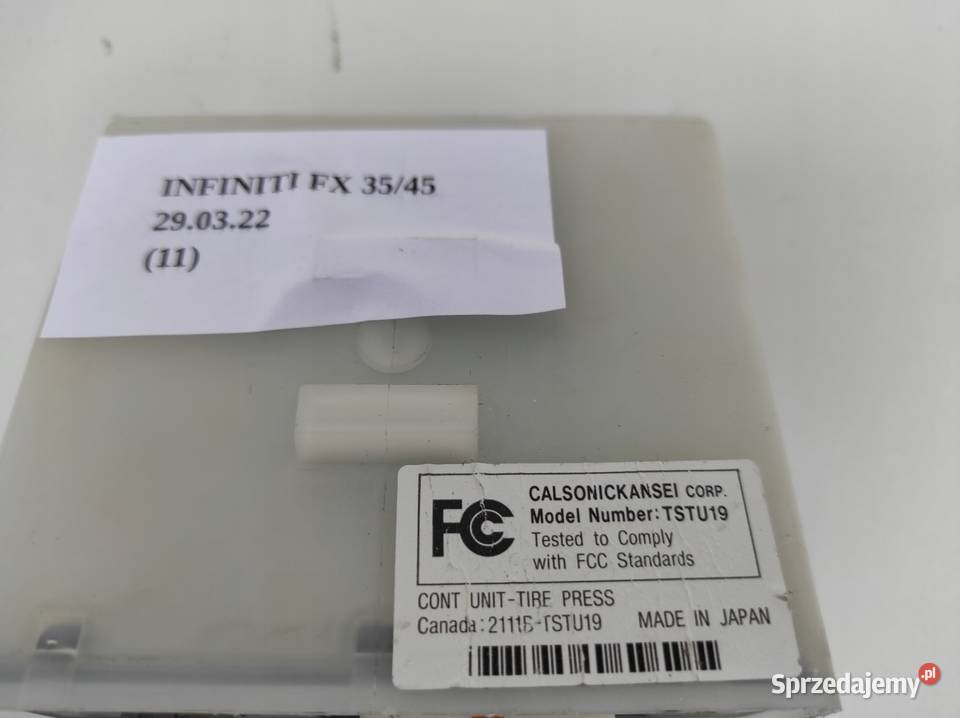 INFINITI FX 35/45
29.03.22
(11)
FC
CALSONICKANSEI CORP.
Model Number:TSTU19
Tested to Comply
with FCC Standards
CONT UNIT-TIRE PRESS
Canada:2111B-TSTU19 MADE IN JAPAN
Sprzedajemy.pl